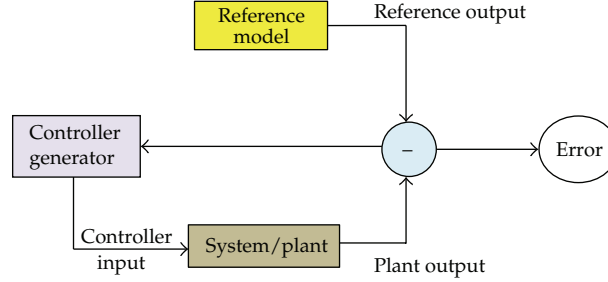 Reference
model
Reference output
Controller
generator
–
Error
Controller
input
System/plant
Plant output